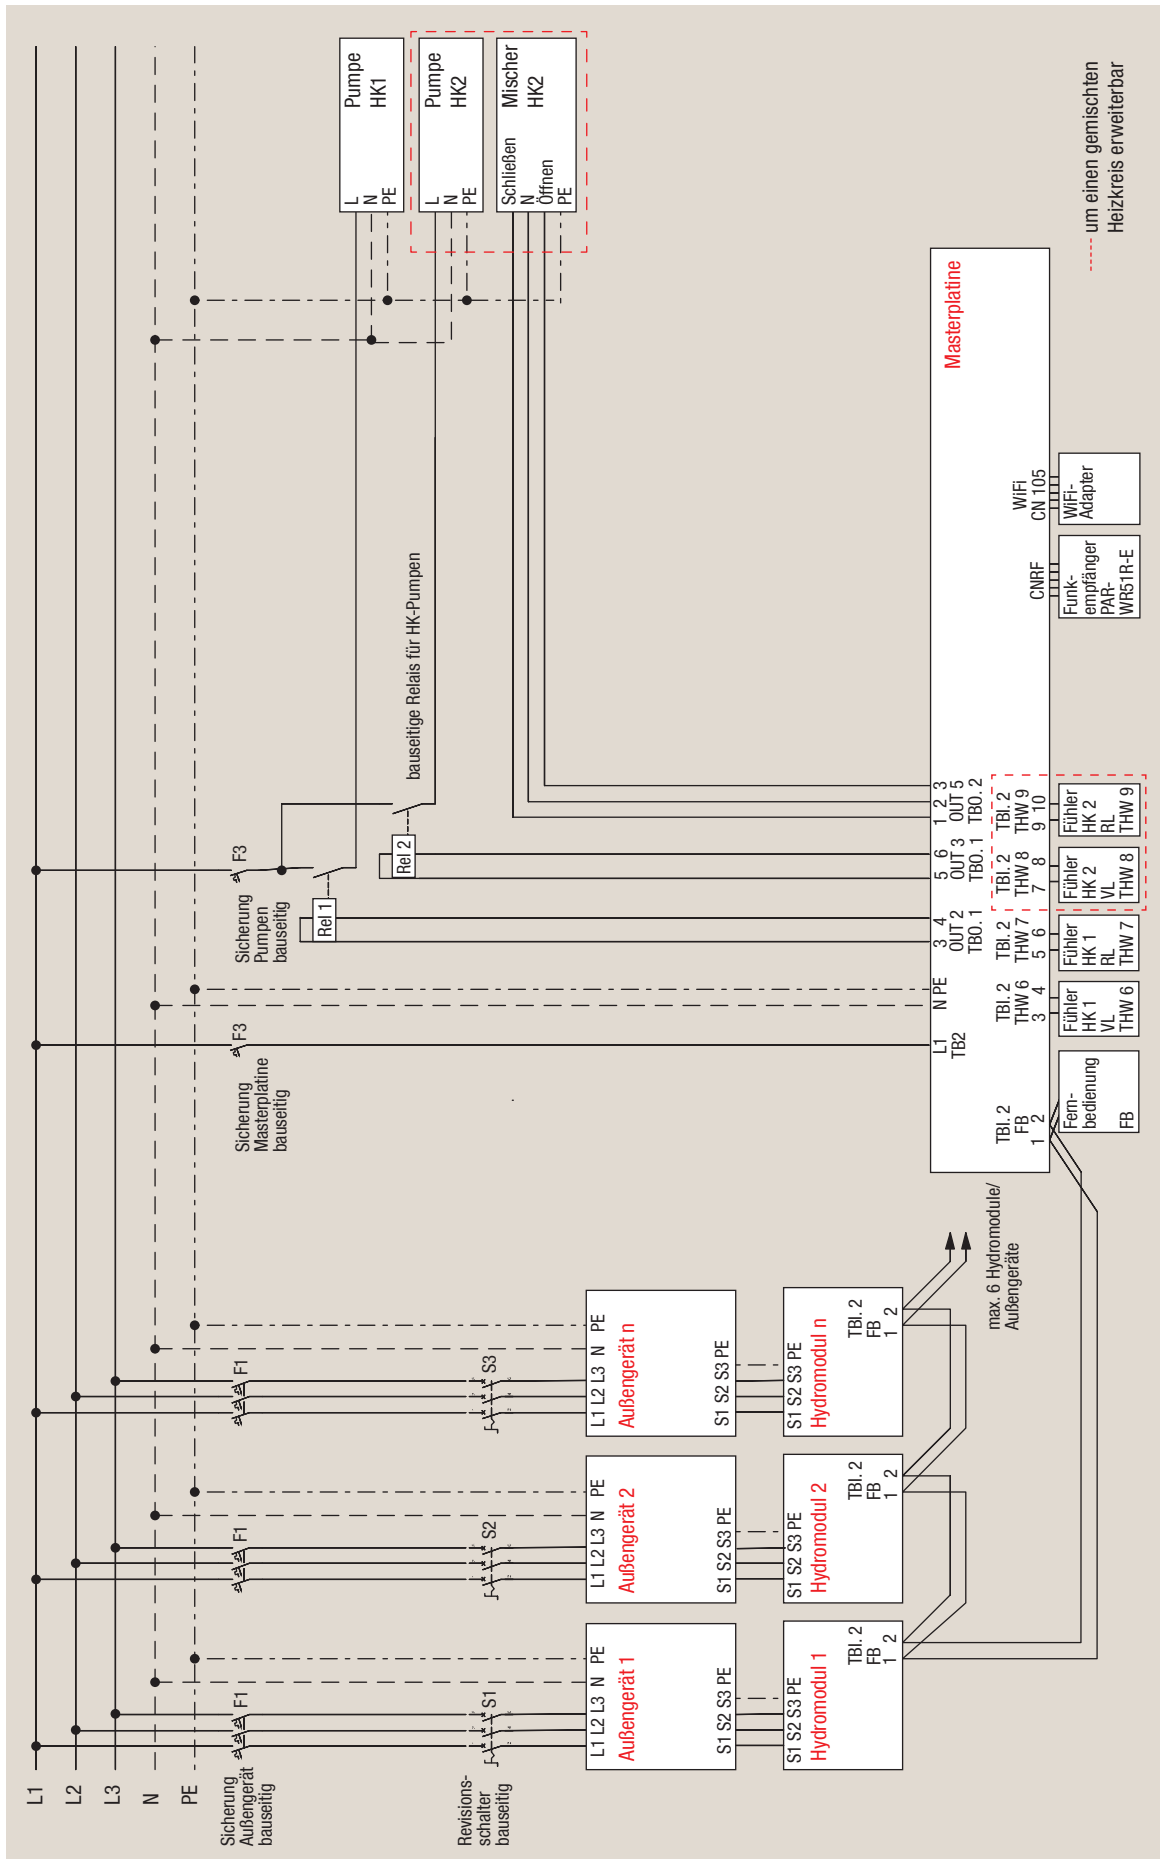 L1
L2
L3
N
PE
Sicherung
Außengerät
bauseitig
F1
F1
F1
Revisions-
schalter
bauseitig
S1
S2
S3
L1 L2 L3 N PE
Außengerät 1
S1 S2 S3 PE
S1 S2 S3 PE
Hydromodul 1
TBI. 2
FB
1 2
L1 L2 L3 N PE
Außengerät 2
S1 S2 S3 PE
S1 S2 S3 PE
Hydromodul 2
TBI. 2
FB
1 2
L1 L2 L3 N PE
Außengerät n
S1 S2 S3 PE
S1 S2 S3 PE
Hydromodul n
TBI. 2
FB
1 2
max. 6 Hydromodule/
Außengeräte
Sicherung
Masterplatine
bauseitig
F3
Sicherung
Pumpen
bauseitig
F3
Rel 1
Rel 2
bauseitige Relais für HK-Pumpen
Pumpe
HK1
L
N
PE
Pumpe
HK2
L
N
PE
Mischer
HK2
Schließen
N
Öffnen
PE
L1
TB2
N PE
3 4
OUT 2
TBO. 1
5 6
OUT 3
TBO. 1
1 2 3
OUT 5
TBO. 2
Masterplatine
TBI. 2
FB
1 2
TBI. 2
THW 6
3 4
TBI. 2
THW 7
5 6
TBI. 2
THW 8
7 8
TBI. 2
THW 9
9 10
CNRF
WiFi
CN 105
Fern-
bedienung
FB
Fühler
HK 1
VL
THW 6
Fühler
HK 1
RL
THW 7
Fühler
HK 2
VL
THW 8
Fühler
HK 2
RL
THW 9
Funk-
empfänger
PAR-
WR51R-E
WiFi-
Adapter
um einen gemischten
Heizkreis erweiterbar